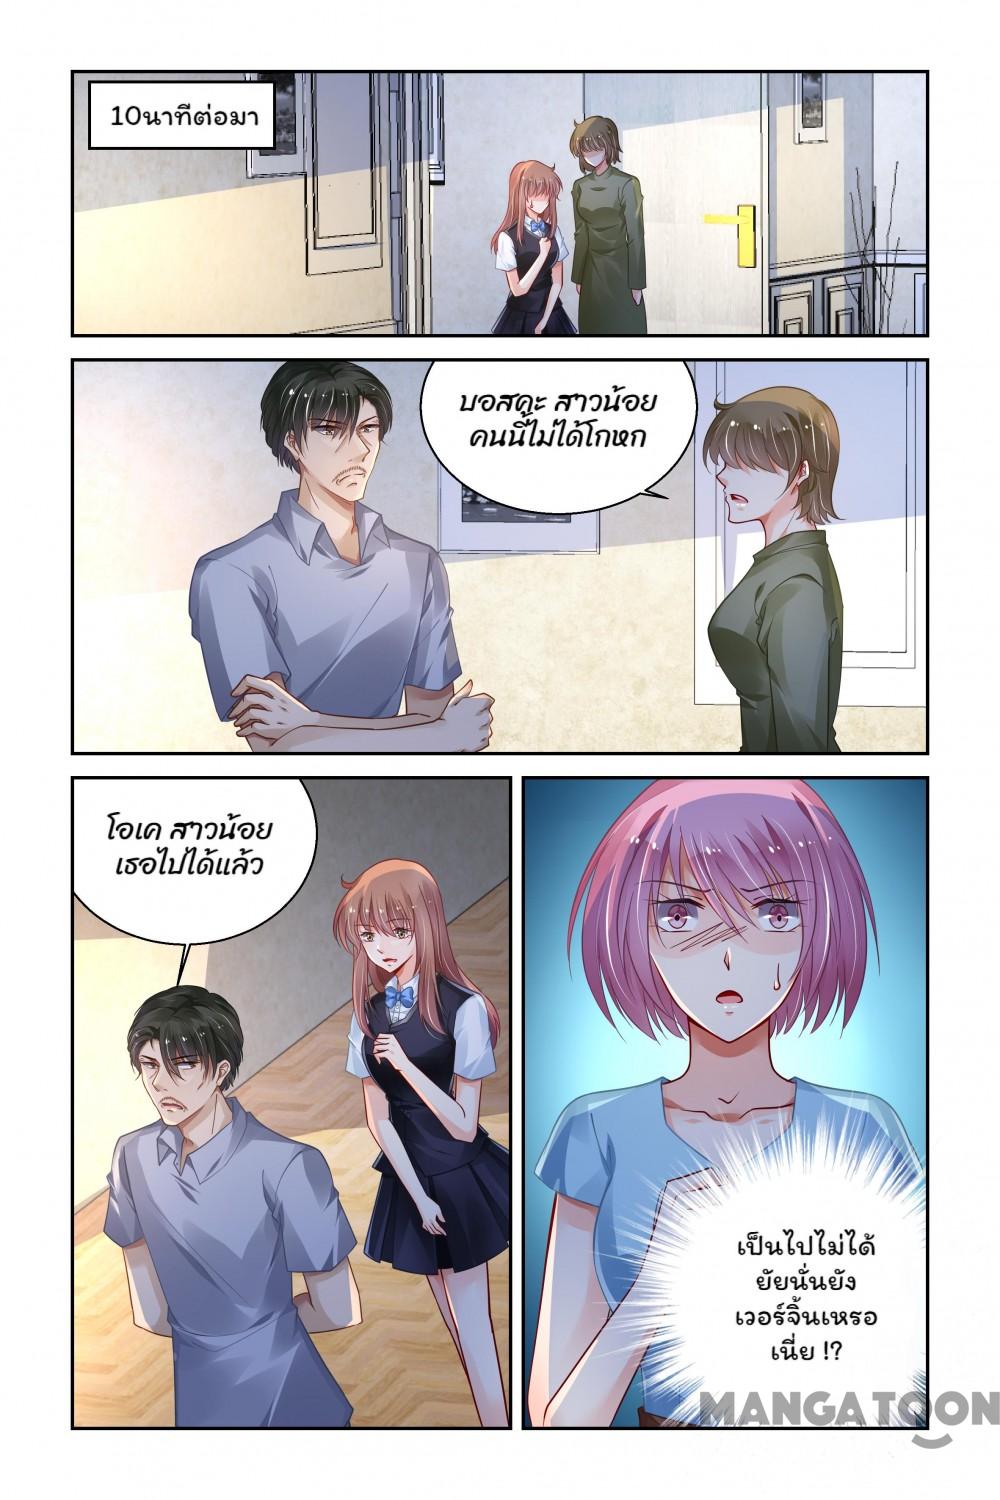 10นาทีต่อมา
บอสคะ สาวน้อย
คนนี้ไม่ได้โกหก
โอเค สาวน้อย
เธอไปได้แล้ว
เป็นไปไม่ได้
ยัยนั่นยัง
เวอร์จิ้นเหรอ
เนี่ย !?
MANGATOON